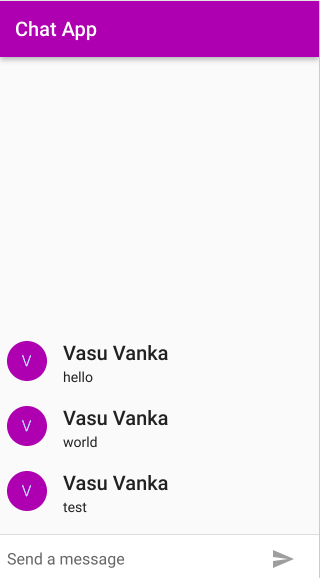 Chat App
V
Vasu Vanka
hello
V
Vasu Vanka
world
V
Vasu Vanka
test
Send a message